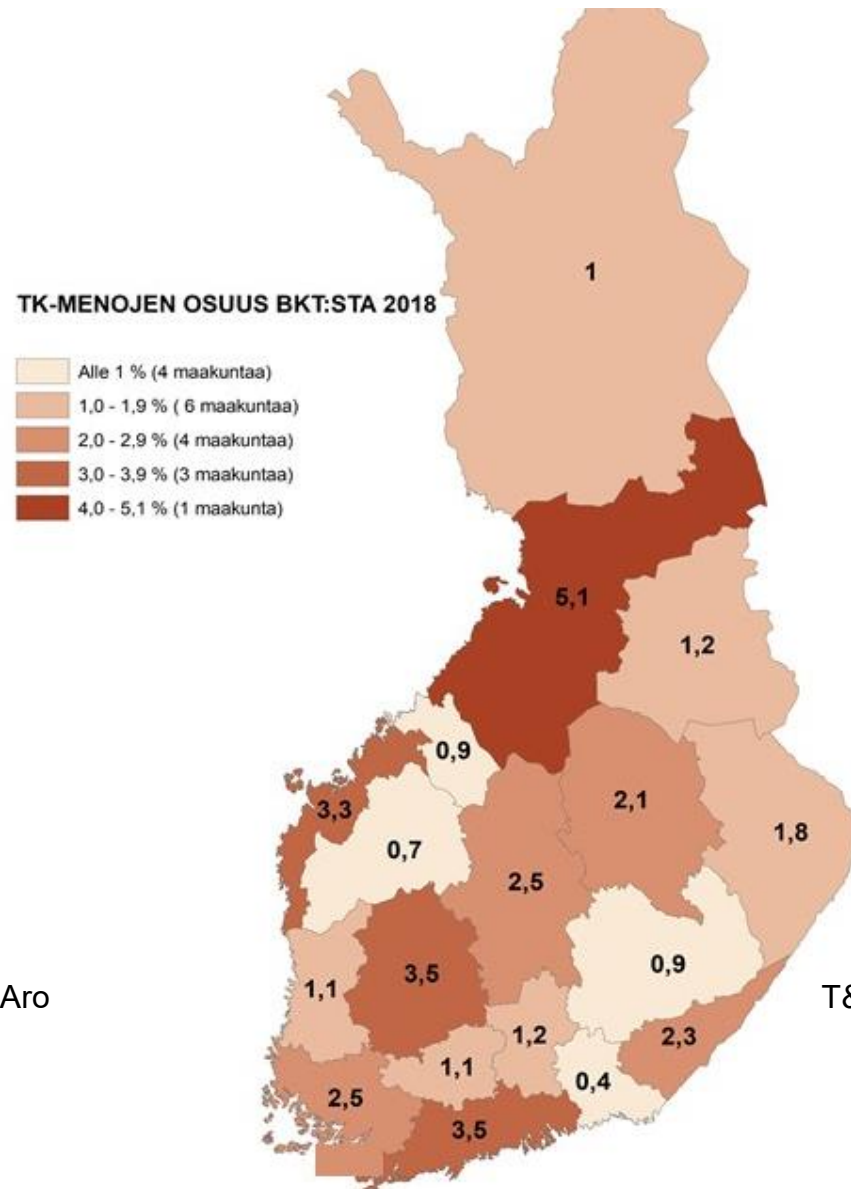 1
TK-MENOJEN OSUUS BKT:STA 2018
Alle 1 % (4 maakuntaa)
1,0 - 1,9 % ( 6 maakuntaa)
2,0 - 2,9 % (4 maakuntaa)
3,0 - 3,9 % (3 maakuntaa)
4,0 - 5,1 % (1 maakunta)
5,1
1,2
0,9
3,3
2,1
0,7
1,8
2,5
0,9
3,5
1,1
Aro
T&
1,2
2,3
1,1
0,4
2,5
3,5